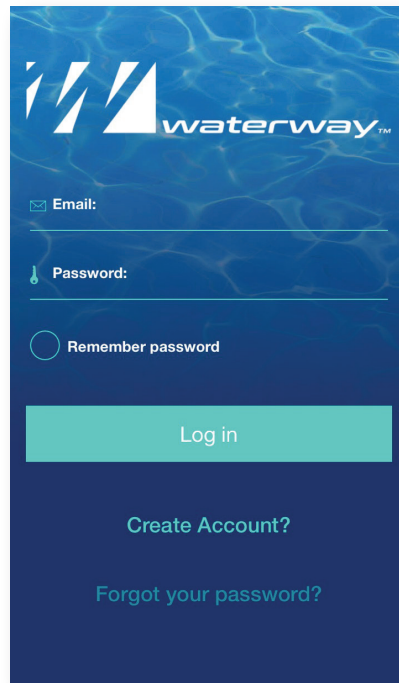 waterway™
Email:
Password:
Remember password
Log in
Create Account?
Forgot your password?